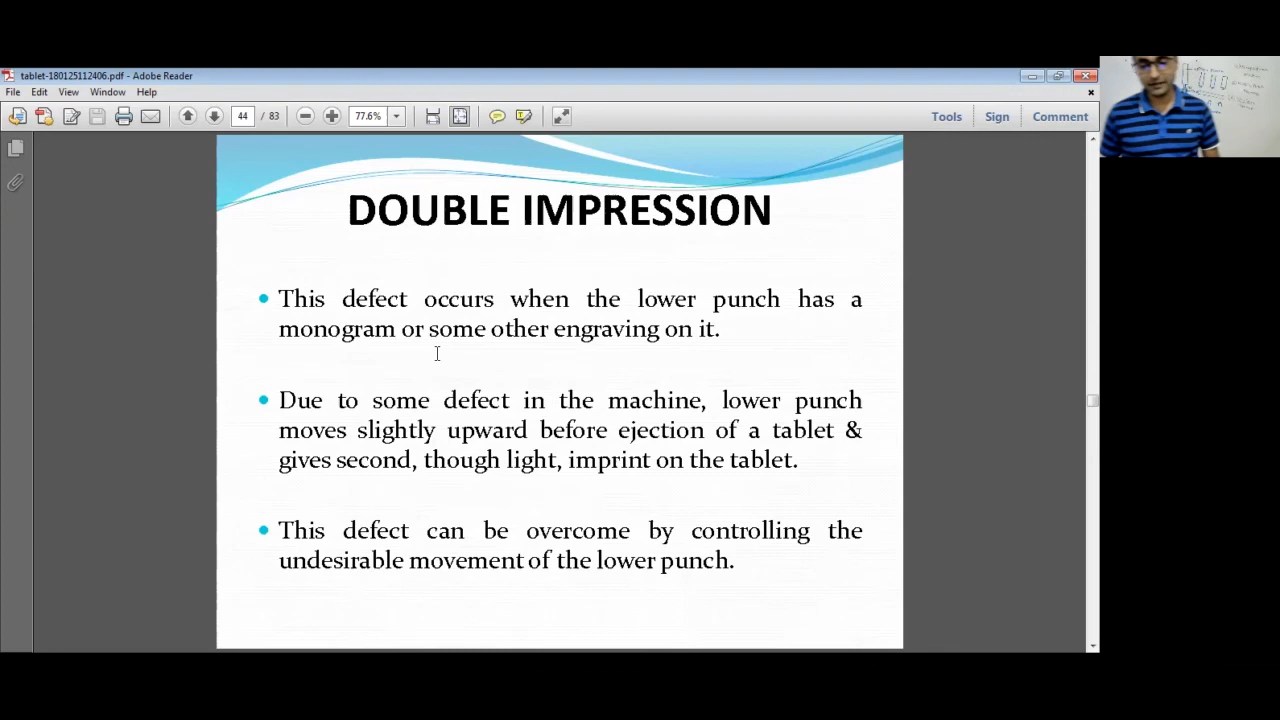 tablet-180125112406.pdf - Adobe Reader
File Edit View Window Help
44 / 83 77.6% Tools Sign Comment
DOUBLE IMPRESSION
This defect occurs when the lower punch has a
monogram or some other engraving on it.
Due to some defect in the machine, lower punch
moves slightly upward before ejection of a tablet &
gives second, though light, imprint on the tablet.
This defect can be overcome by controlling the
undesirable movement of the lower punch.